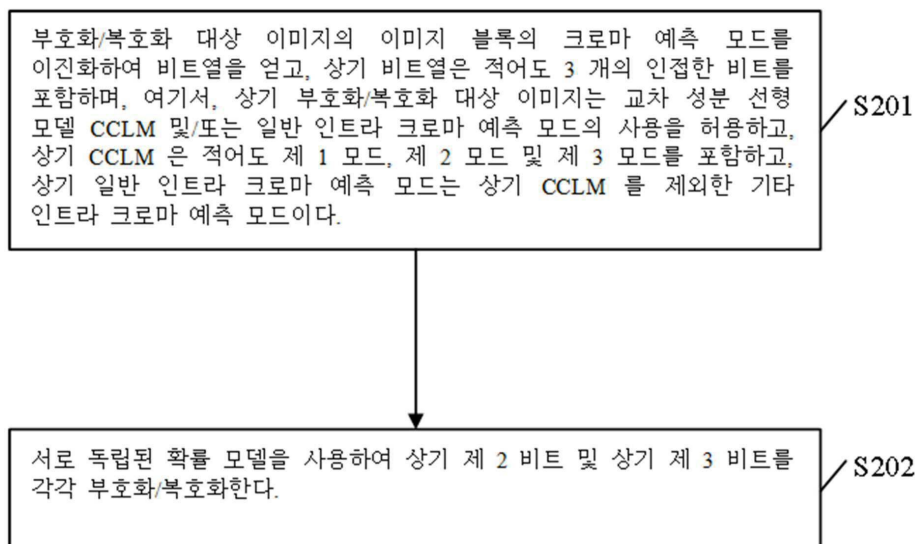 부호화/복호화 대상 이미지의 이미지 블록의 크로마 예측 모드를
이진화하여 비트열을 얻고, 상기 비트열은 적어도 3 개의 인접한 비트를
포함하며, 여기서, 상기 부호화/복호화 대상 이미지는 교차 성분 선형
모델 CCLM 및/또는 일반 인트라 크로마 예측 모드의 사용을 허용하고,
상기 CCLM 은 적어도 제 1 모드, 제 2 모드 및 제 3 모드를 포함하고,
상기 일반 인트라 크로마 예측 모드는 상기 CCLM 를 제외한 기타
인트라 크로마 예측 모드이다.
S201
서로 독립된 확률 모델을 사용하여 상기 제 2 비트 및 상기 제 3 비트를
각각 부호화/복호화한다.
S202